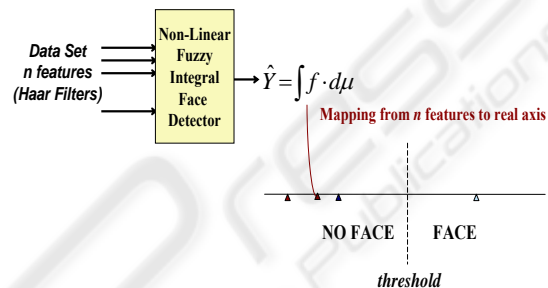 Data Set
n features
(Haar Filters)
Non-Linear
Fuzzy
Integral
Face
Detector
Ŷ = ∫ f · dμ
Mapping from n features to real axis
NO FACE
FACE
threshold